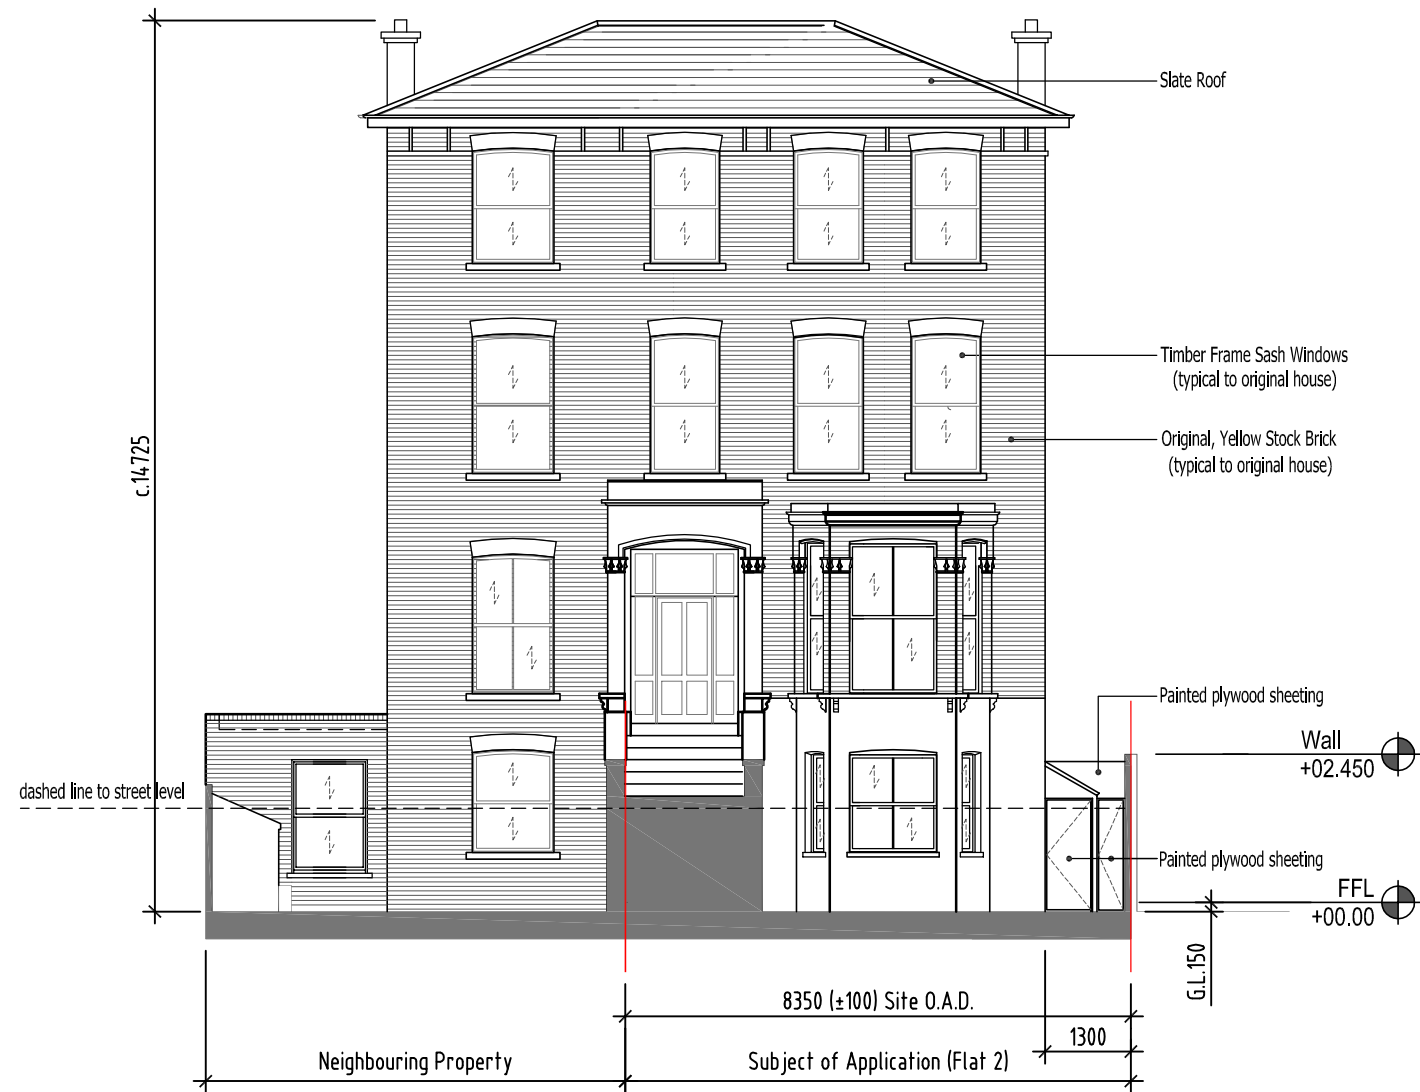 Slate Roof
Timber Frame Sash Windows
(typical to original house)
c.14725
Original, Yellow Stock Brick
(typical to original house)
Painted plywood sheeting
Wall
+02.450
dashed line to street level
Painted plywood sheeting
FFL
+00.00
G.L.150
8350 (±100) Site O.A.D.
1300
Neighbouring Property
Subject of Application (Flat 2)